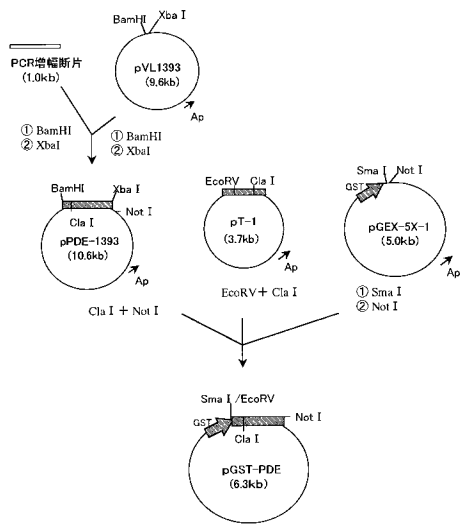 BamHI
Xba I
pVL1393
(9.6kb)
Ap
PCR増幅断片
(1.0kb)
① BamHI
② XbaI
① BamHI
② XbaI
BamHI
Xba I
Cla I
Not I
pPDE-1393
(10.6kb)
Ap
Cla I + Not I
EcoRV
Cla I
pT-1
(3.7kb)
Ap
EcoRV + Cla I
Sma I
Not I
GST
pGEX-5X-1
(5.0kb)
Ap
① Sma I
② Not I
Sma I /EcoRV
GST
Not I
Cla I
pGST-PDE
(6.3kb)